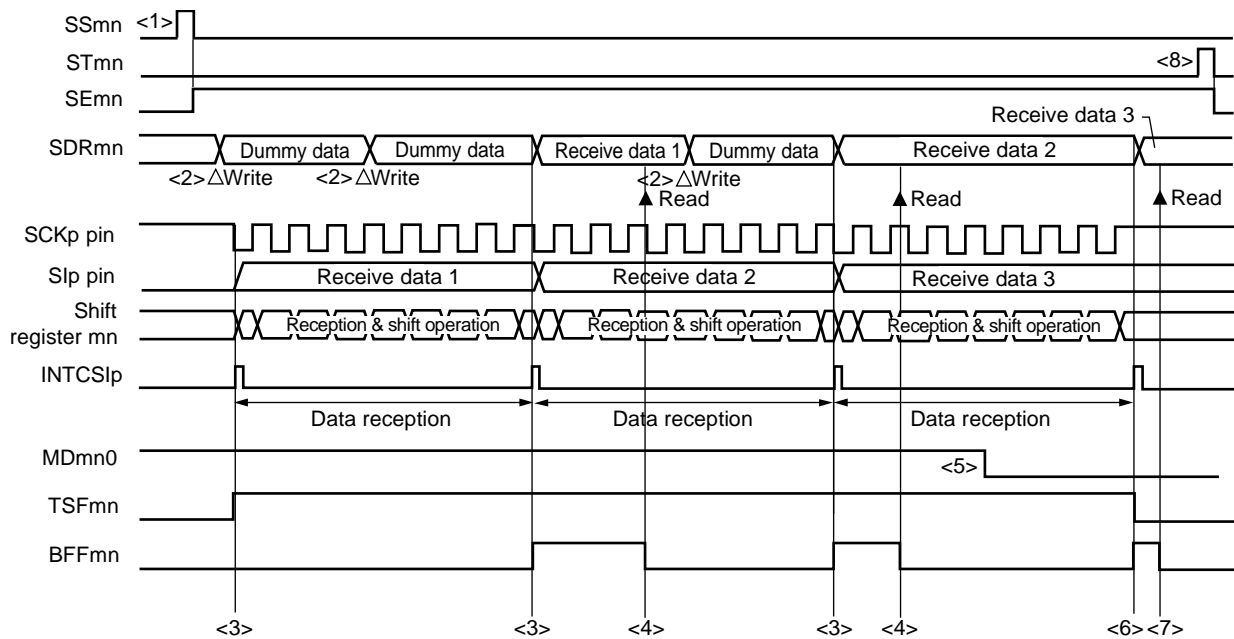 SSmn <1>
STmn <8>
SEmn
Receive data 3
SDRmn Dummy data Dummy data Receive data 1 Dummy data Receive data 2
<2> △Write <2> △Write <2> △Write
▲ Read ▲ Read ▲ Read
SCKp pin
SIp pin Receive data 1 Receive data 2 Receive data 3
Shift
register mn Reception & shift operation Reception & shift operation Reception & shift operation
INTCSIp
Data reception Data reception Data reception
MDmn0 <5>
TSFmn
BFFmn
<3> <3> <4> <3> <4> <6> <7>